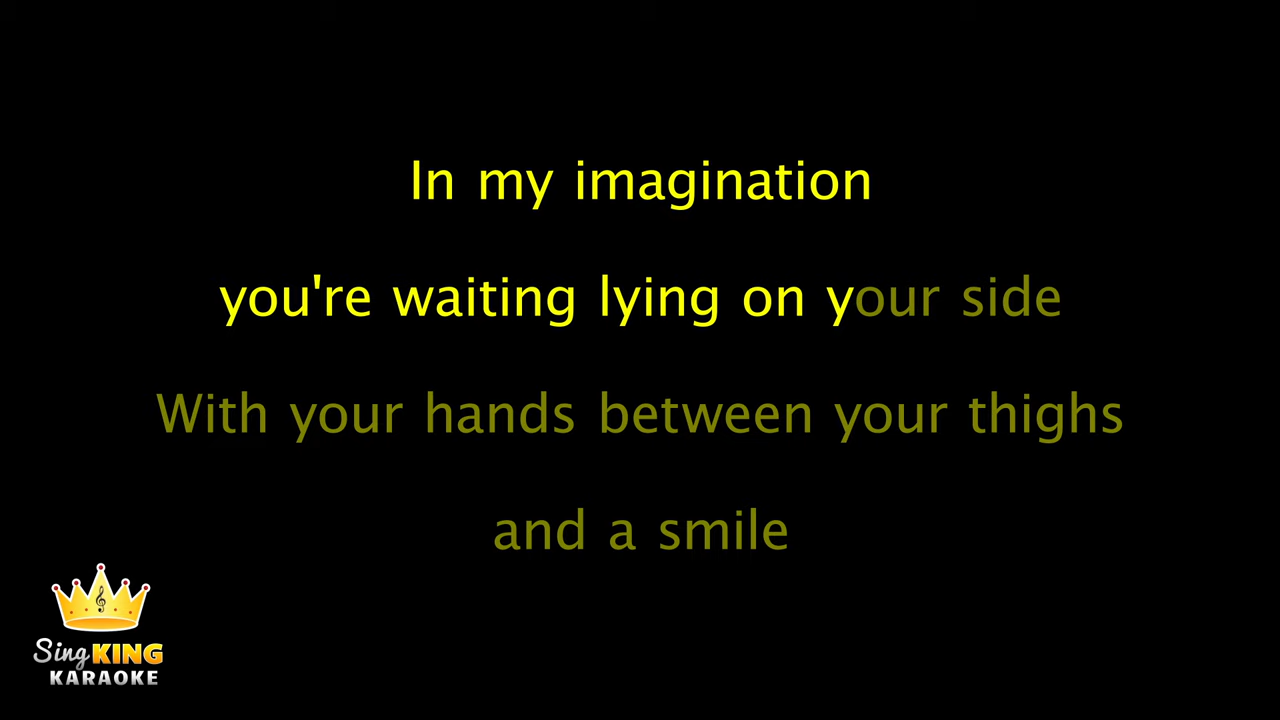 In my imagination
you're waiting lying on your side
With your hands between your thighs
and a smile
Sing KING
KARAOKE